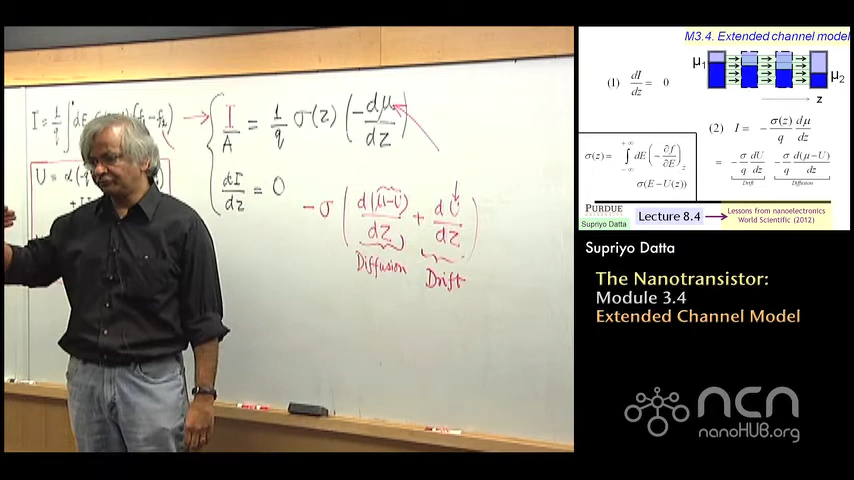 I = 1/q ∫ dE (f₁ - f₂)
I/A = 1/q σ(z) (- dμ/dz)
dI/dz = 0
U = α(-q
- σ ( d(μ-U)/dz + dU/dz )
Diffusion Drift
M3.4. Extended channel model
μ₁ μ₂
z
(1) dI/dz = 0
(2) I = - σ(z)/q dμ/dz
= - σ/q dU/dz - σ/q d(μ-U)/dz
Drift Diffusion
σ(z) = ∫ -∞ +∞ dE (- ∂f/∂E)z
σ(E - U(z))
PURDUE
Supriyo Datta
Lecture 8.4
Lessons from nanoelectronics
World Scientific (2012)
Supriyo Datta
The Nanotransistor:
Module 3.4
Extended Channel Model
ncn
nanoHUB.org